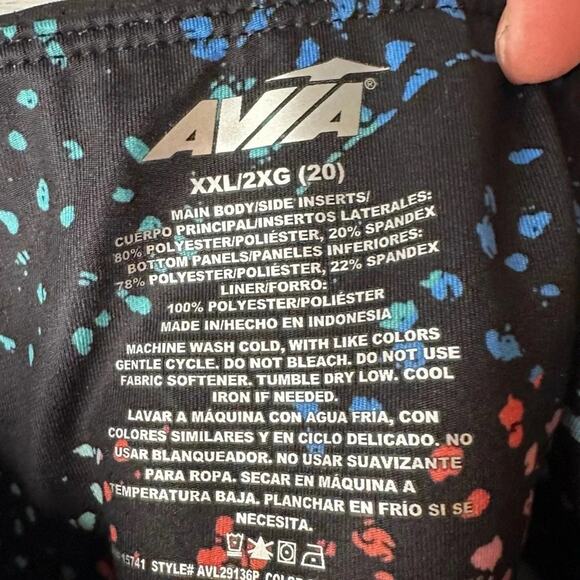 AVIA®
XXL/2XG (20)
MAIN BODY/SIDE INSERTS/
CUERPO PRINCIPAL/INSERTOS LATERALES:
80% POLYESTER/POLIÉSTER, 20% SPANDEX
BOTTOM PANELS/PANELES INFERIORES:
78% POLYESTER/POLIÉSTER, 22% SPANDEX
LINER/FORRO:
100% POLYESTER/POLIÉSTER
MADE IN/HECHO EN INDONESIA
MACHINE WASH COLD, WITH LIKE COLORS
GENTLE CYCLE. DO NOT BLEACH. DO NOT USE
FABRIC SOFTENER. TUMBLE DRY LOW. COOL
IRON IF NEEDED.
LAVAR A MÁQUINA CON AGUA FRÍA, CON
COLORES SIMILARES Y EN CICLO DELICADO. NO
USAR BLANQUEADOR. NO USAR SUAVIZANTE
PARA ROPA. SECAR EN MÁQUINA A
TEMPERATURA BAJA. PLANCHAR EN FRÍO SI SE
NECESITA.
15741 STYLE# AVL29136P